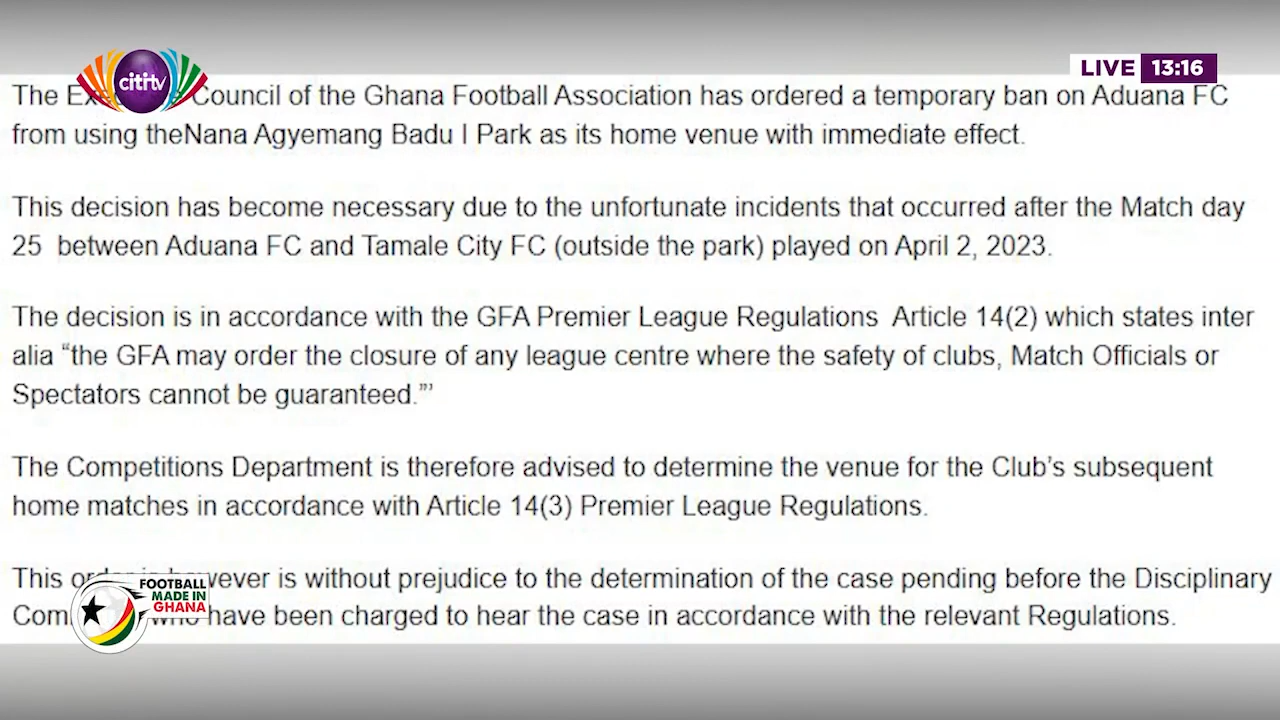 citi tv
LIVE 13:16
The Council of the Ghana Football Association has ordered a temporary ban on Aduana FC
from using theNana Agyemang Badu I Park as its home venue with immediate effect.
This decision has become necessary due to the unfortunate incidents that occurred after the Match day
25 between Aduana FC and Tamale City FC (outside the park) played on April 2, 2023.
The decision is in accordance with the GFA Premier League Regulations Article 14(2) which states inter
alia “the GFA may order the closure of any league centre where the safety of clubs, Match Officials or
Spectators cannot be guaranteed.”’
The Competitions Department is therefore advised to determine the venue for the Club’s subsequent
home matches in accordance with Article 14(3) Premier League Regulations.
This however is without prejudice to the determination of the case pending before the Disciplinary
who have been charged to hear the case in accordance with the relevant Regulations.
FOOTBALL
MADE IN
GHANA